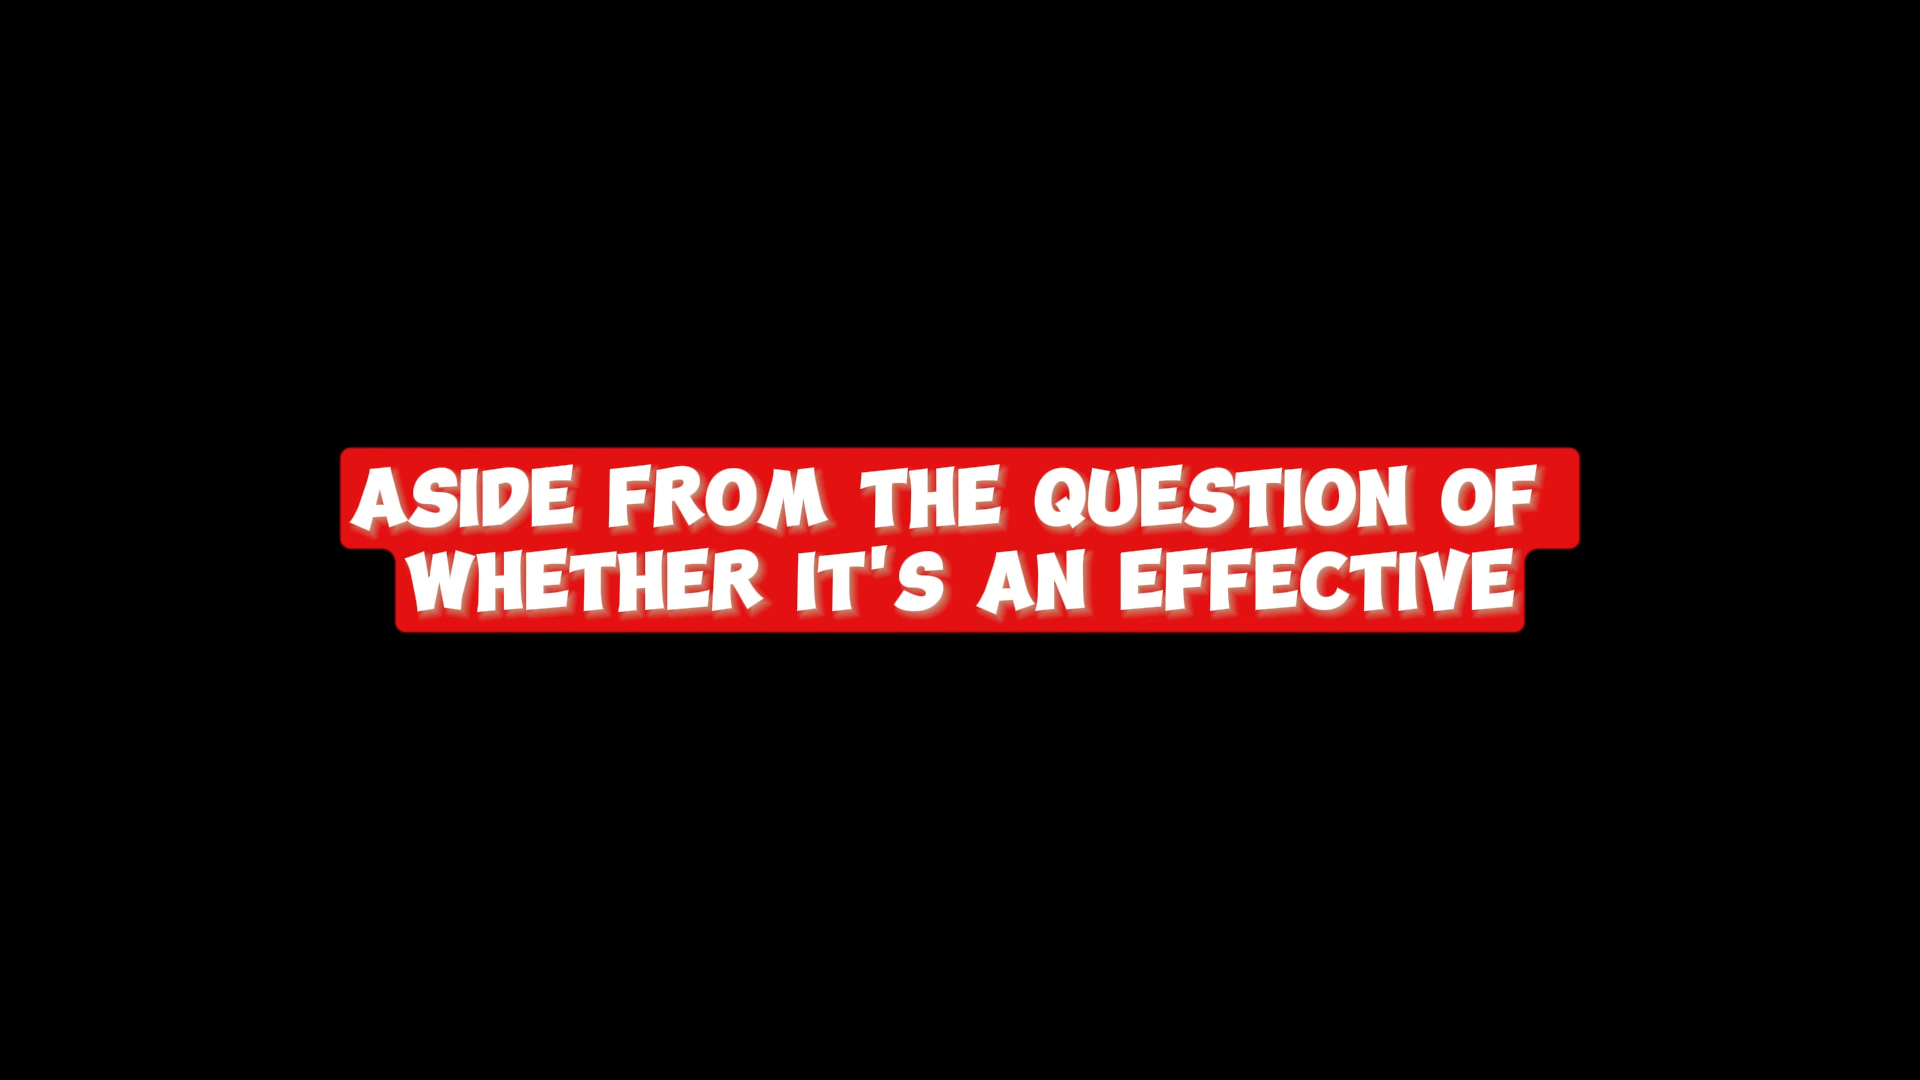 ASIDE FROM THE QUESTION OF
WHETHER IT'S AN EFFECTIVE